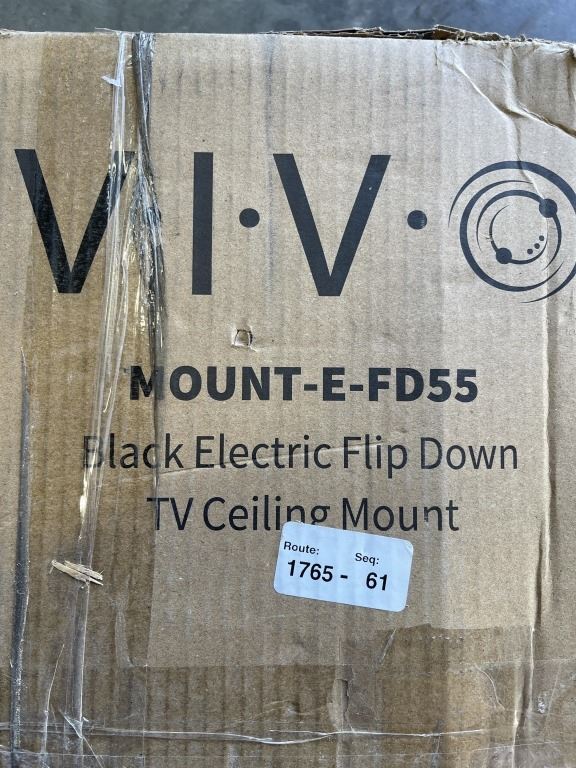 V·I·V·O
MOUNT-E-FD55
Black Electric Flip Down
TV Ceiling Mount
Route: Seq:
1765 - 61